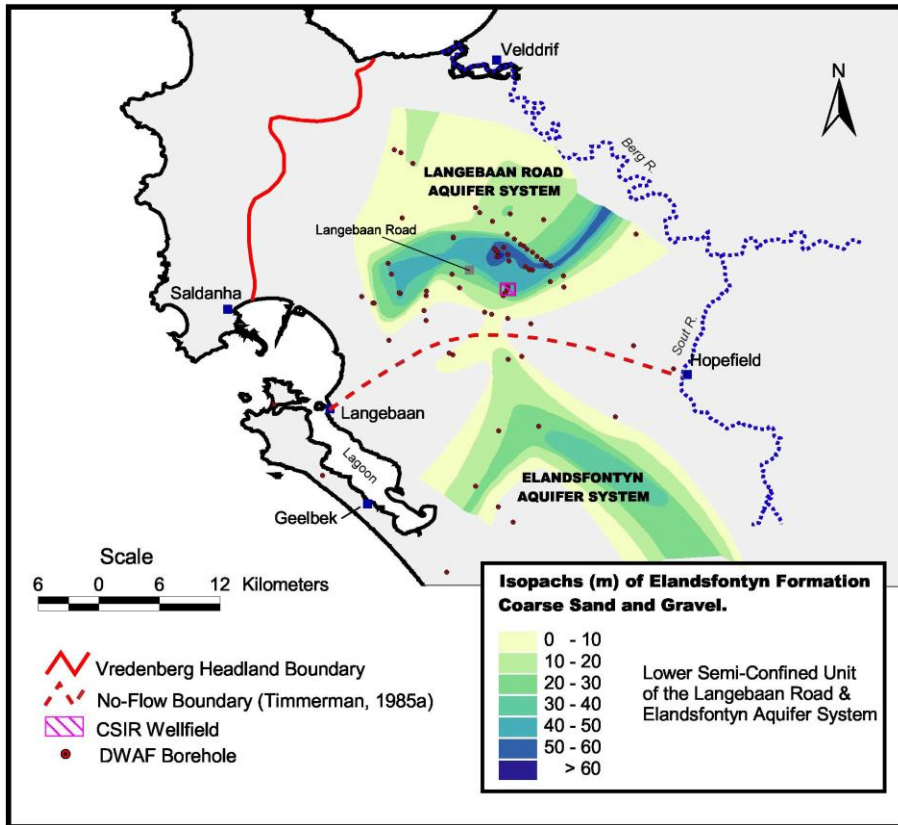 Velddrif
N
Berg R.
LANGEBAAN ROAD
AQUIFER SYSTEM
Langebaan Road
Saldanha
Sout R.
Hopefield
Langebaan
Lagoon
ELANDSFONTYN
AQUIFER SYSTEM
Geelbek
Scale
6 0 6 12 Kilometers
Vredenberg Headland Boundary
No-Flow Boundary (Timmerman, 1985a)
CSIR Wellfield
DWAF Borehole
Isopachs (m) of Elandsfontyn Formation
Coarse Sand and Gravel.
0 - 10
10 - 20
20 - 30
30 - 40
40 - 50
50 - 60
> 60
Lower Semi-Confined Unit
of the Langebaan Road &
Elandsfontyn Aquifer System